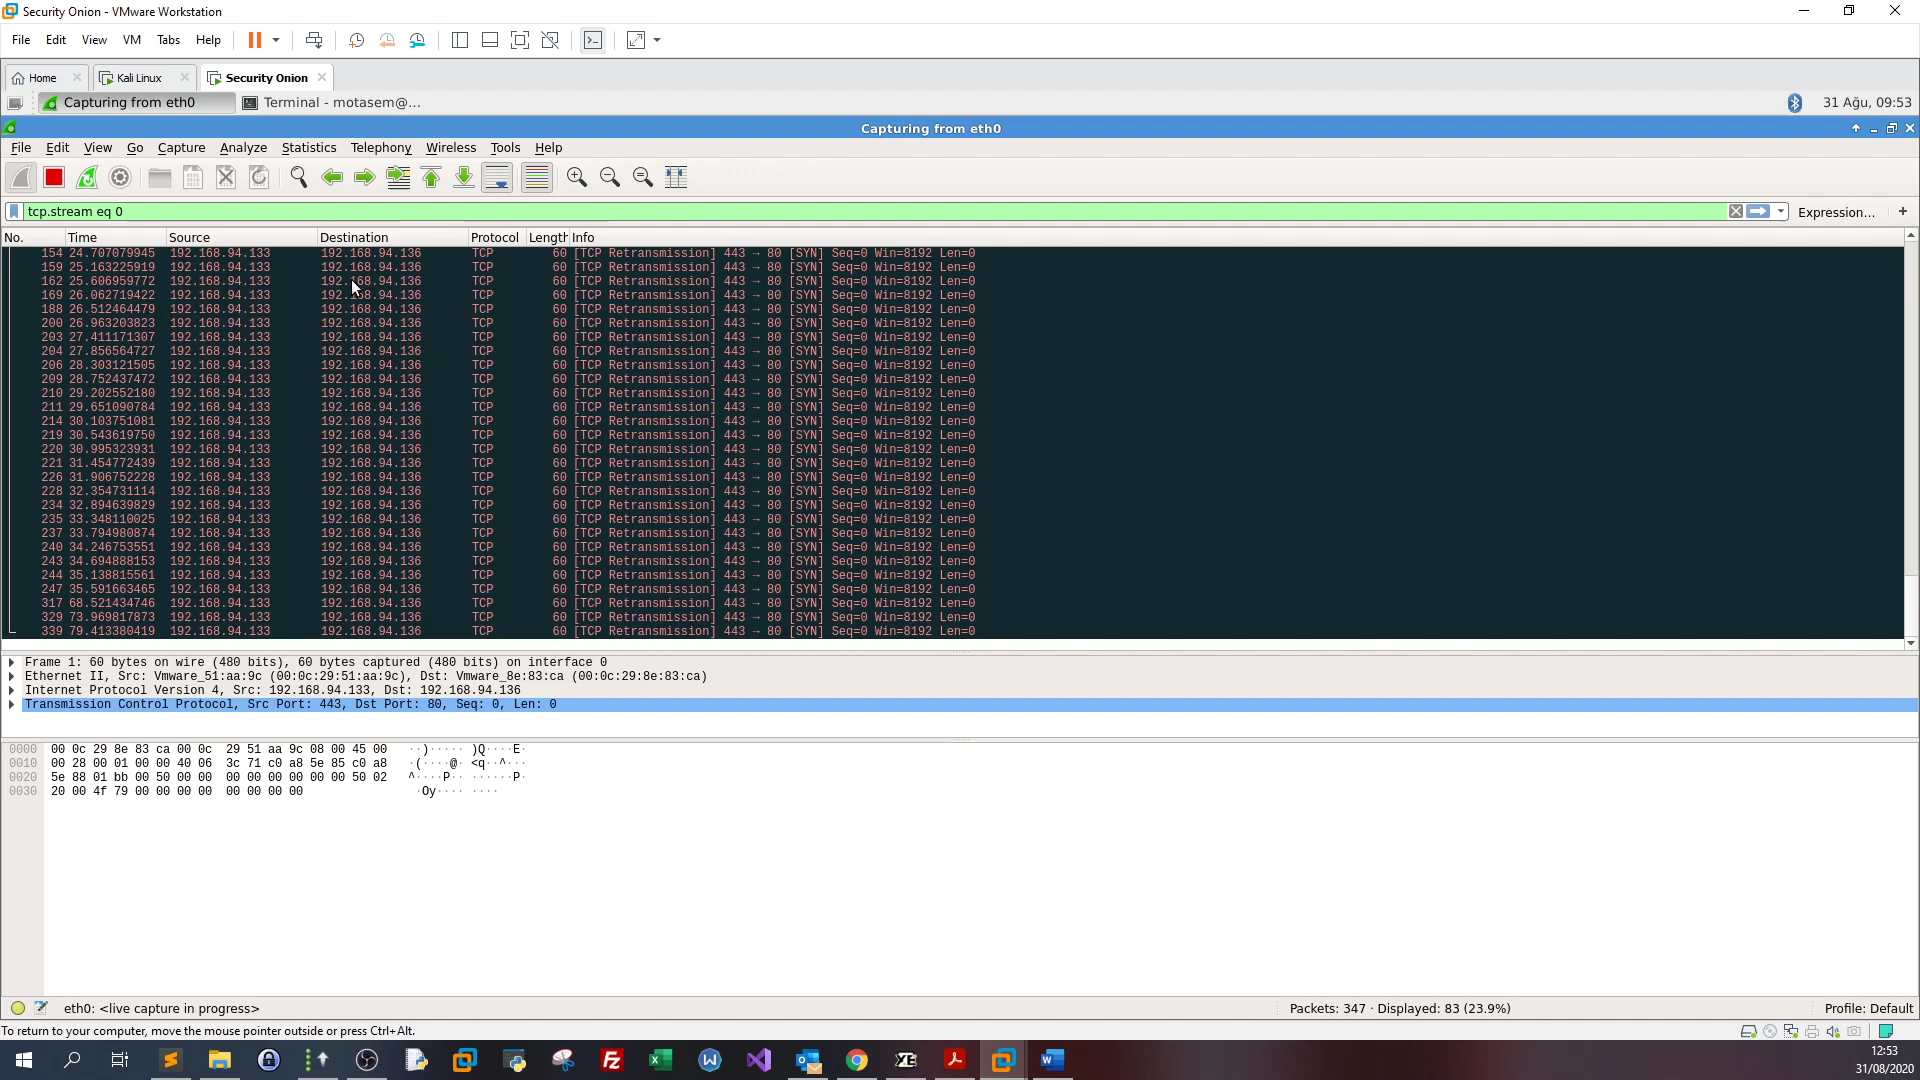 Security Onion - VMware Workstation
File Edit View VM Tabs Help
Home Kali Linux Security Onion
Capturing from eth0 Terminal - motasem@... 31 Ağu, 09:53
Capturing from eth0
File Edit View Go Capture Analyze Statistics Telephony Wireless Tools Help
tcp.stream eq 0 Expression... +
No. Time Source Destination Protocol Length Info
154 24.707079945 192.168.94.133 192.168.94.136 TCP 60 [TCP Retransmission] 443 → 80 [SYN] Seq=0 Win=8192 Len=0
159 25.163225919 192.168.94.133 192.168.94.136 TCP 60 [TCP Retransmission] 443 → 80 [SYN] Seq=0 Win=8192 Len=0
162 25.606959772 192.168.94.133 192.168.94.136 TCP 60 [TCP Retransmission] 443 → 80 [SYN] Seq=0 Win=8192 Len=0
169 26.062719422 192.168.94.133 192.168.94.136 TCP 60 [TCP Retransmission] 443 → 80 [SYN] Seq=0 Win=8192 Len=0
188 26.512464479 192.168.94.133 192.168.94.136 TCP 60 [TCP Retransmission] 443 → 80 [SYN] Seq=0 Win=8192 Len=0
200 26.963203823 192.168.94.133 192.168.94.136 TCP 60 [TCP Retransmission] 443 → 80 [SYN] Seq=0 Win=8192 Len=0
203 27.411171307 192.168.94.133 192.168.94.136 TCP 60 [TCP Retransmission] 443 → 80 [SYN] Seq=0 Win=8192 Len=0
204 27.856564727 192.168.94.133 192.168.94.136 TCP 60 [TCP Retransmission] 443 → 80 [SYN] Seq=0 Win=8192 Len=0
206 28.303121505 192.168.94.133 192.168.94.136 TCP 60 [TCP Retransmission] 443 → 80 [SYN] Seq=0 Win=8192 Len=0
209 28.752437472 192.168.94.133 192.168.94.136 TCP 60 [TCP Retransmission] 443 → 80 [SYN] Seq=0 Win=8192 Len=0
210 29.202552180 192.168.94.133 192.168.94.136 TCP 60 [TCP Retransmission] 443 → 80 [SYN] Seq=0 Win=8192 Len=0
211 29.651090784 192.168.94.133 192.168.94.136 TCP 60 [TCP Retransmission] 443 → 80 [SYN] Seq=0 Win=8192 Len=0
214 30.103751081 192.168.94.133 192.168.94.136 TCP 60 [TCP Retransmission] 443 → 80 [SYN] Seq=0 Win=8192 Len=0
219 30.543619750 192.168.94.133 192.168.94.136 TCP 60 [TCP Retransmission] 443 → 80 [SYN] Seq=0 Win=8192 Len=0
220 30.995323931 192.168.94.133 192.168.94.136 TCP 60 [TCP Retransmission] 443 → 80 [SYN] Seq=0 Win=8192 Len=0
221 31.454772439 192.168.94.133 192.168.94.136 TCP 60 [TCP Retransmission] 443 → 80 [SYN] Seq=0 Win=8192 Len=0
226 31.906752228 192.168.94.133 192.168.94.136 TCP 60 [TCP Retransmission] 443 → 80 [SYN] Seq=0 Win=8192 Len=0
228 32.354731114 192.168.94.133 192.168.94.136 TCP 60 [TCP Retransmission] 443 → 80 [SYN] Seq=0 Win=8192 Len=0
234 32.894639829 192.168.94.133 192.168.94.136 TCP 60 [TCP Retransmission] 443 → 80 [SYN] Seq=0 Win=8192 Len=0
235 33.348110025 192.168.94.133 192.168.94.136 TCP 60 [TCP Retransmission] 443 → 80 [SYN] Seq=0 Win=8192 Len=0
237 33.794980874 192.168.94.133 192.168.94.136 TCP 60 [TCP Retransmission] 443 → 80 [SYN] Seq=0 Win=8192 Len=0
240 34.246753551 192.168.94.133 192.168.94.136 TCP 60 [TCP Retransmission] 443 → 80 [SYN] Seq=0 Win=8192 Len=0
243 34.694888153 192.168.94.133 192.168.94.136 TCP 60 [TCP Retransmission] 443 → 80 [SYN] Seq=0 Win=8192 Len=0
244 35.138815561 192.168.94.133 192.168.94.136 TCP 60 [TCP Retransmission] 443 → 80 [SYN] Seq=0 Win=8192 Len=0
247 35.591663465 192.168.94.133 192.168.94.136 TCP 60 [TCP Retransmission] 443 → 80 [SYN] Seq=0 Win=8192 Len=0
317 68.521434746 192.168.94.133 192.168.94.136 TCP 60 [TCP Retransmission] 443 → 80 [SYN] Seq=0 Win=8192 Len=0
329 73.969817873 192.168.94.133 192.168.94.136 TCP 60 [TCP Retransmission] 443 → 80 [SYN] Seq=0 Win=8192 Len=0
339 79.413380419 192.168.94.133 192.168.94.136 TCP 60 [TCP Retransmission] 443 → 80 [SYN] Seq=0 Win=8192 Len=0
Frame 1: 60 bytes on wire (480 bits), 60 bytes captured (480 bits) on interface 0
Ethernet II, Src: Vmware_51:aa:9c (00:0c:29:51:aa:9c), Dst: Vmware_8e:83:ca (00:0c:29:8e:83:ca)
Internet Protocol Version 4, Src: 192.168.94.133, Dst: 192.168.94.136
Transmission Control Protocol, Src Port: 443, Dst Port: 80, Seq: 0, Len: 0
0000 00 0c 29 8e 83 ca 00 0c 29 51 aa 9c 08 00 45 00 ··)····· )Q····E·
0010 00 28 00 01 00 00 40 06 3c 71 c0 a8 5e 85 c0 a8 ·(····@· <q··^···
0020 5e 88 01 bb 00 50 00 00 00 00 00 00 00 00 50 02 ^····P·· ······P·
0030 20 00 4f 79 00 00 00 00 00 00 00 00 ·Oy···· ····
eth0: <live capture in progress> Packets: 347 · Displayed: 83 (23.9%) Profile: Default
To return to your computer, move the mouse pointer outside or press Ctrl+Alt.
12:53
31/08/2020